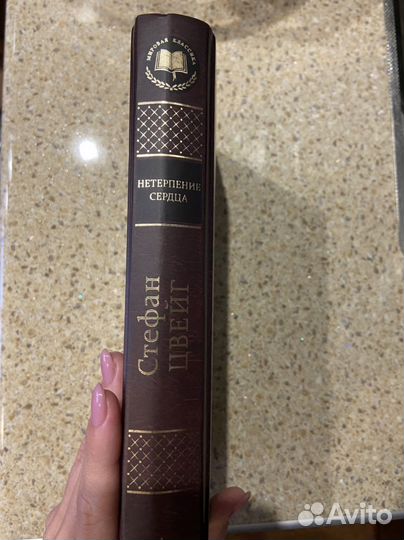 МИРОВАЯ КЛАССИКА
НЕТЕРПЕНИЕ
СЕРДЦА
Стефан
ЦВЕЙГ
Avito